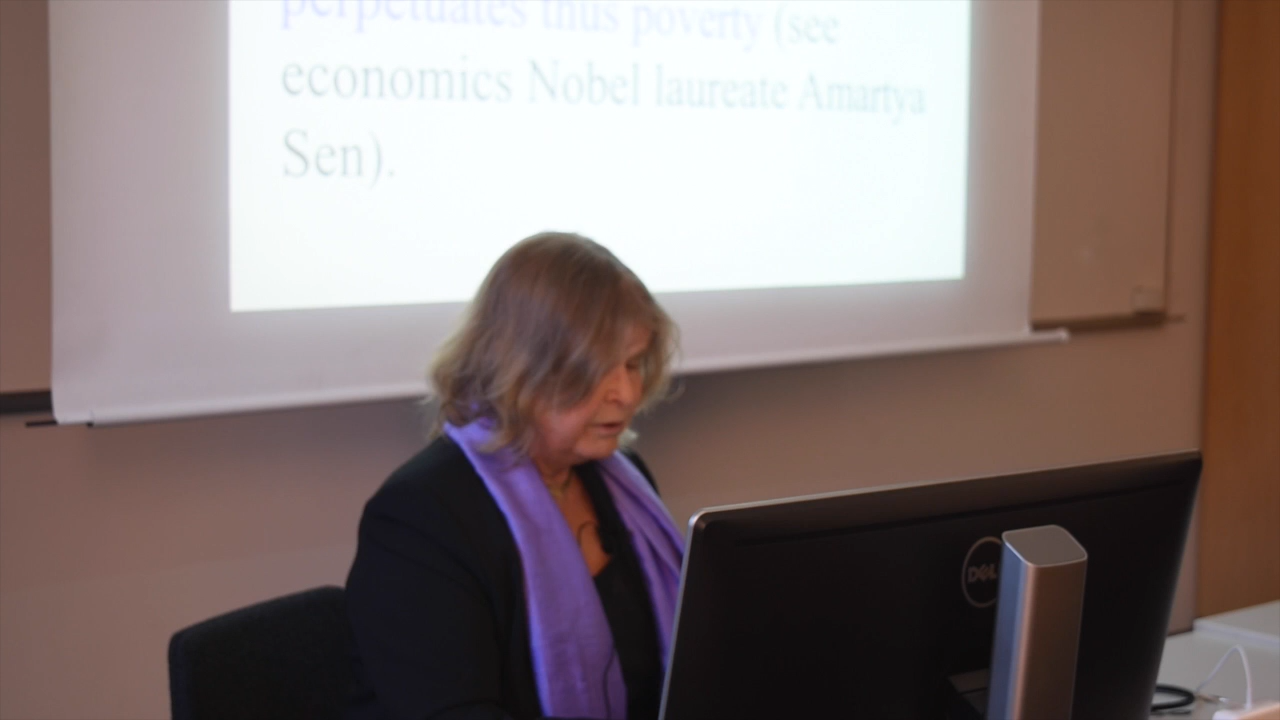 perpetuates thus poverty (see
economics Nobel laureate Amartya
Sen).
DELL